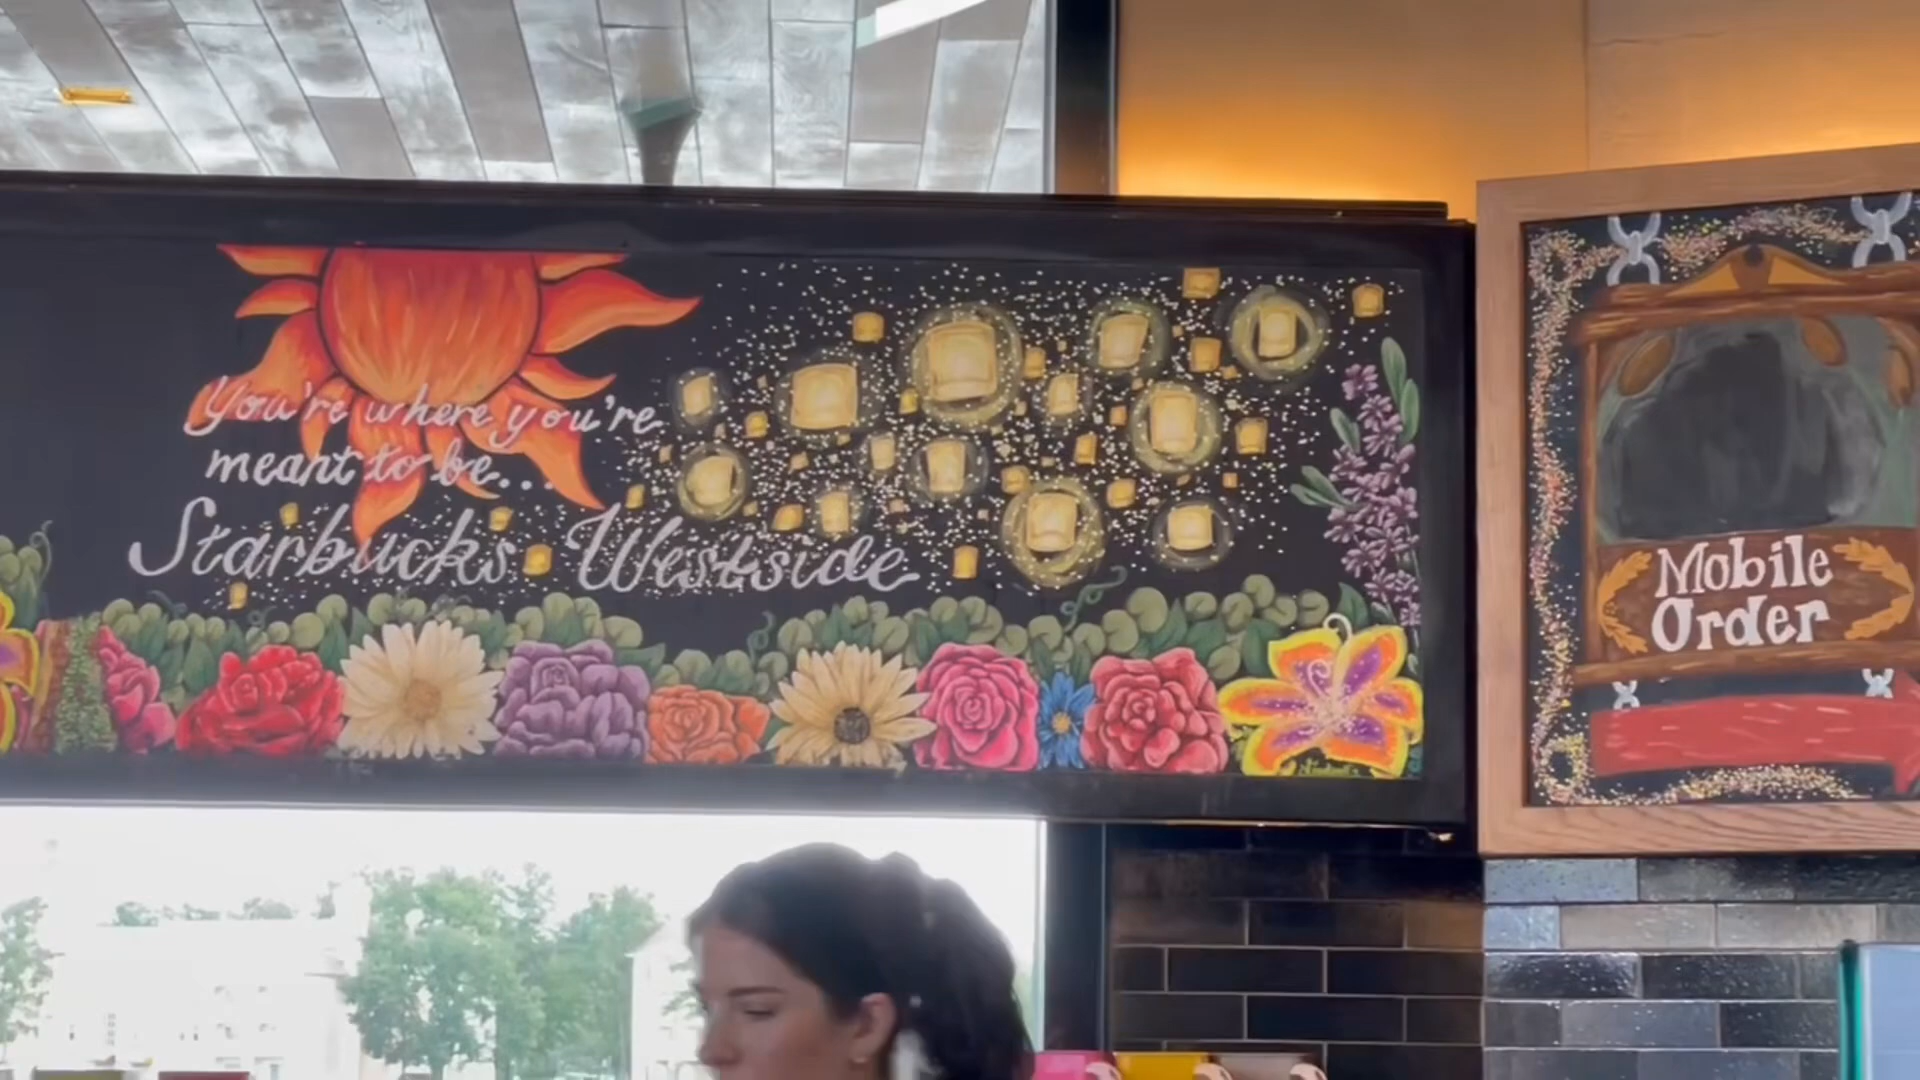 You're where you're
meant to be...
Starbucks Westside
Mobile
Order